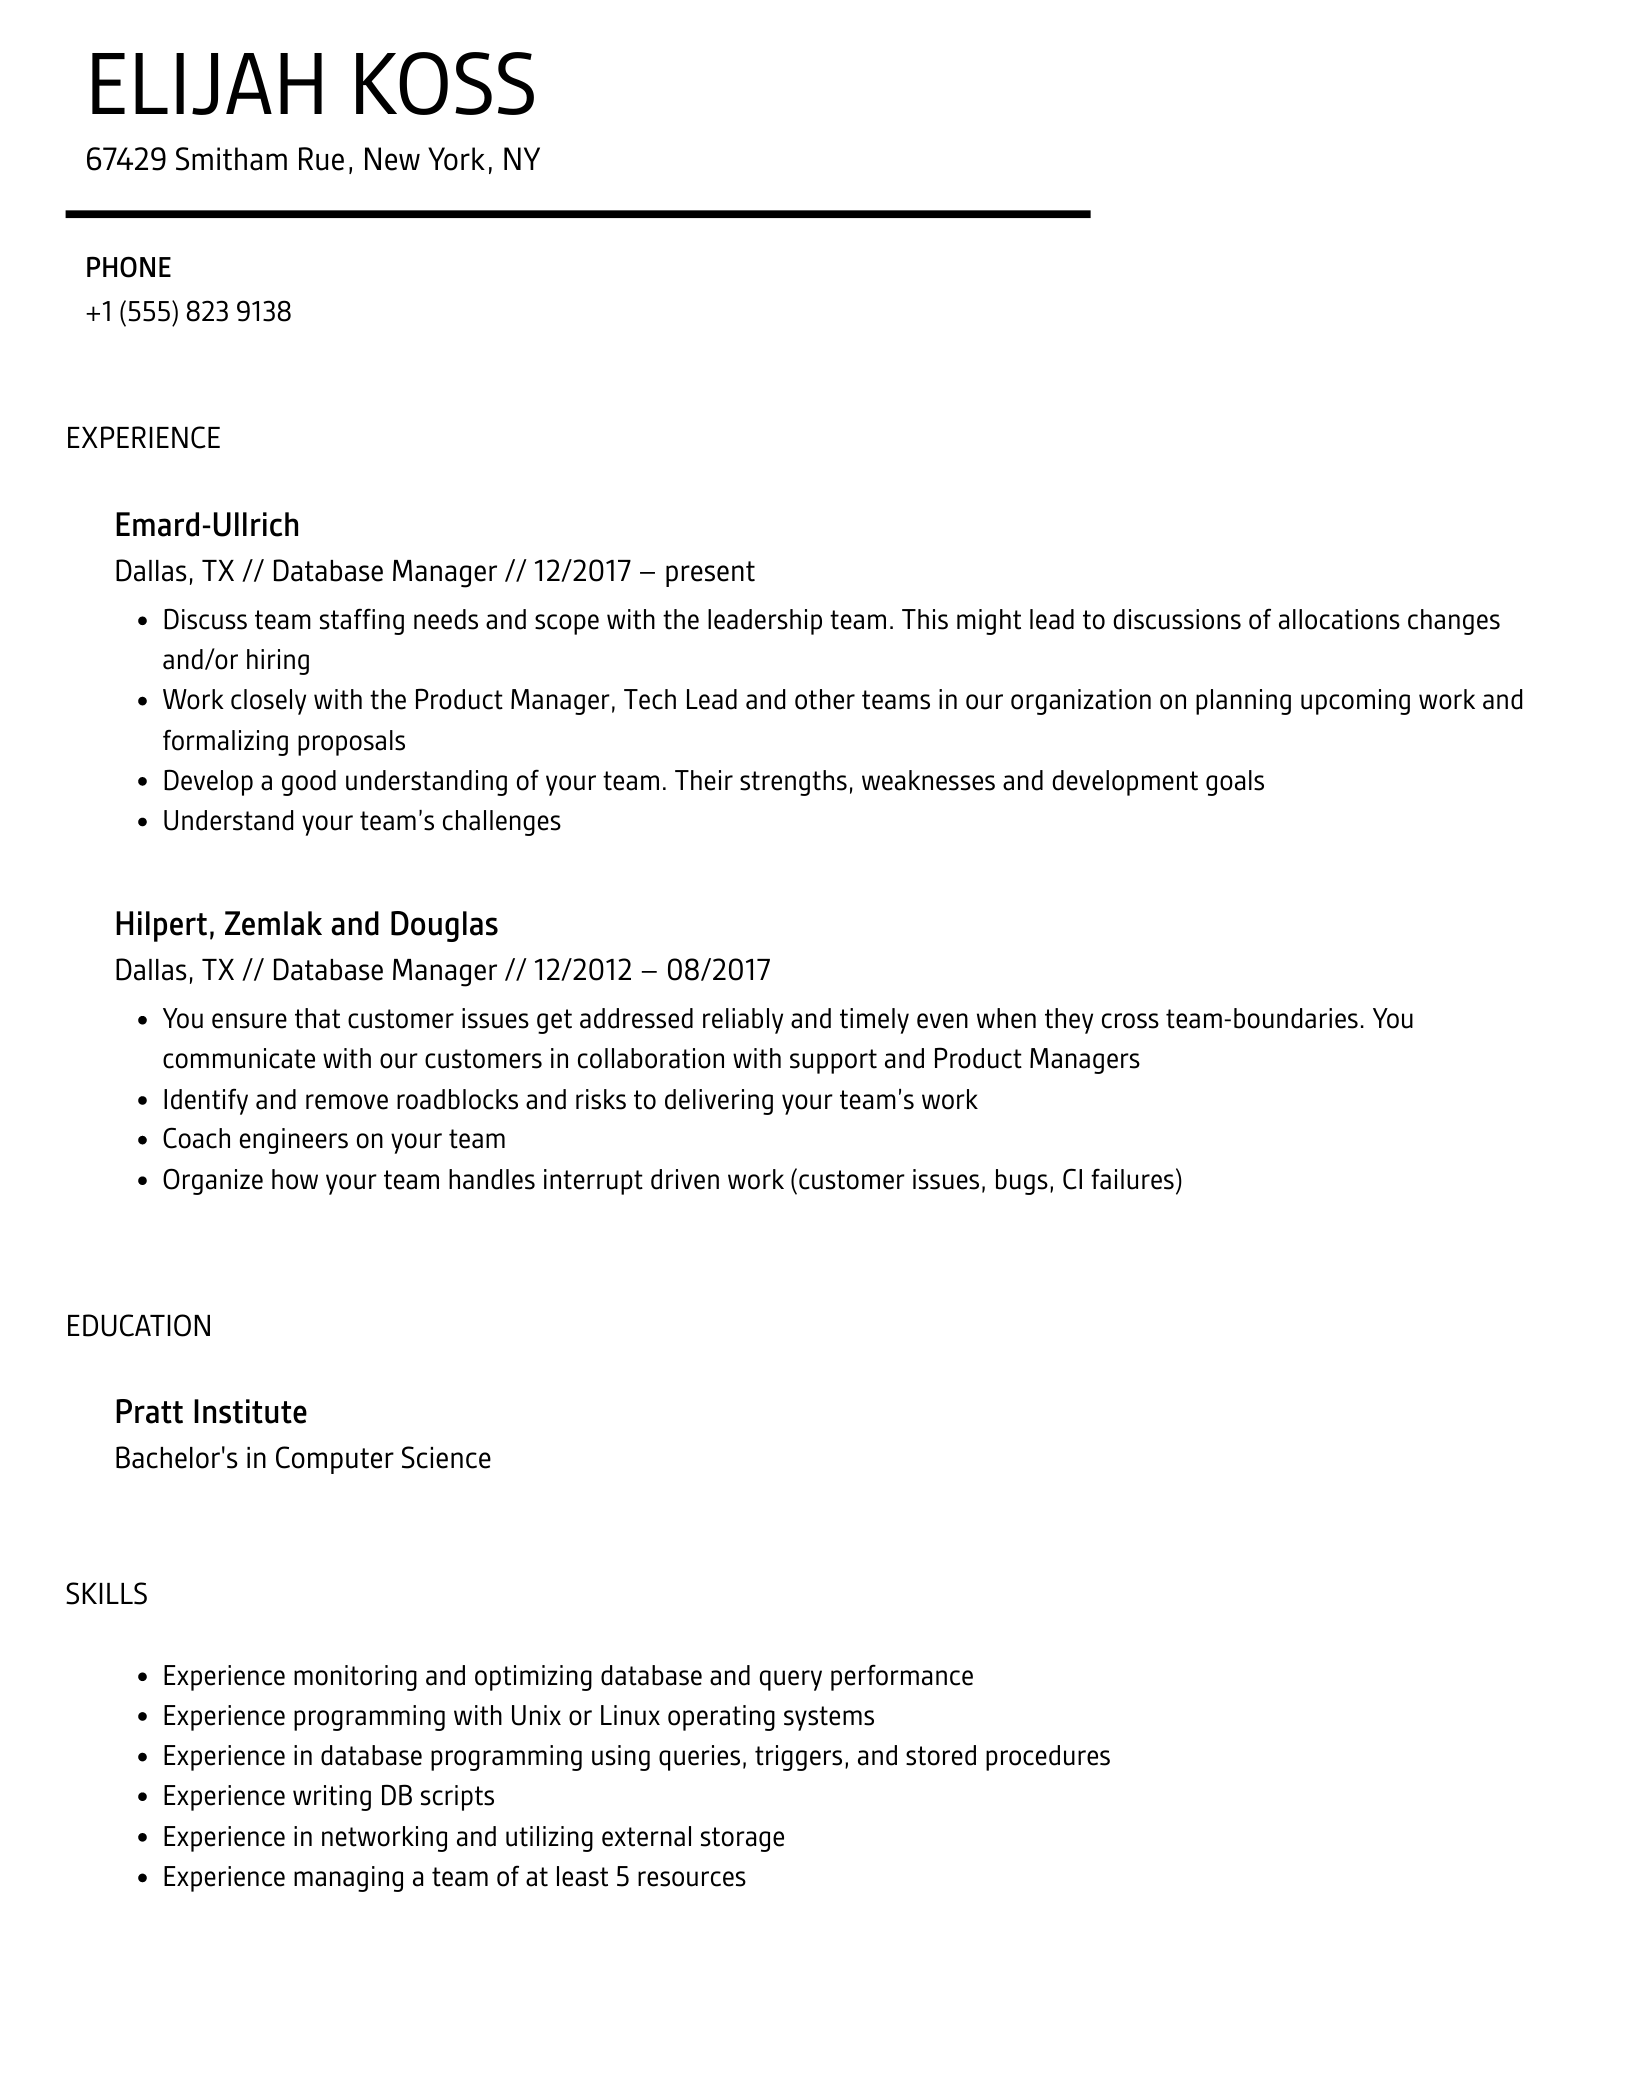 ELIJAH KOSS
67429 Smitham Rue, New York, NY
PHONE
+1 (555) 823 9138
EXPERIENCE
Emard-Ullrich
Dallas, TX // Database Manager // 12/2017 – present
• Discuss team staffing needs and scope with the leadership team. This might lead to discussions of allocations changes
and/or hiring
• Work closely with the Product Manager, Tech Lead and other teams in our organization on planning upcoming work and
formalizing proposals
• Develop a good understanding of your team. Their strengths, weaknesses and development goals
• Understand your team’s challenges
Hilpert, Zemlak and Douglas
Dallas, TX // Database Manager // 12/2012 – 08/2017
• You ensure that customer issues get addressed reliably and timely even when they cross team-boundaries. You
communicate with our customers in collaboration with support and Product Managers
• Identify and remove roadblocks and risks to delivering your team’s work
• Coach engineers on your team
• Organize how your team handles interrupt driven work (customer issues, bugs, CI failures)
EDUCATION
Pratt Institute
Bachelor's in Computer Science
SKILLS
• Experience monitoring and optimizing database and query performance
• Experience programming with Unix or Linux operating systems
• Experience in database programming using queries, triggers, and stored procedures
• Experience writing DB scripts
• Experience in networking and utilizing external storage
• Experience managing a team of at least 5 resources